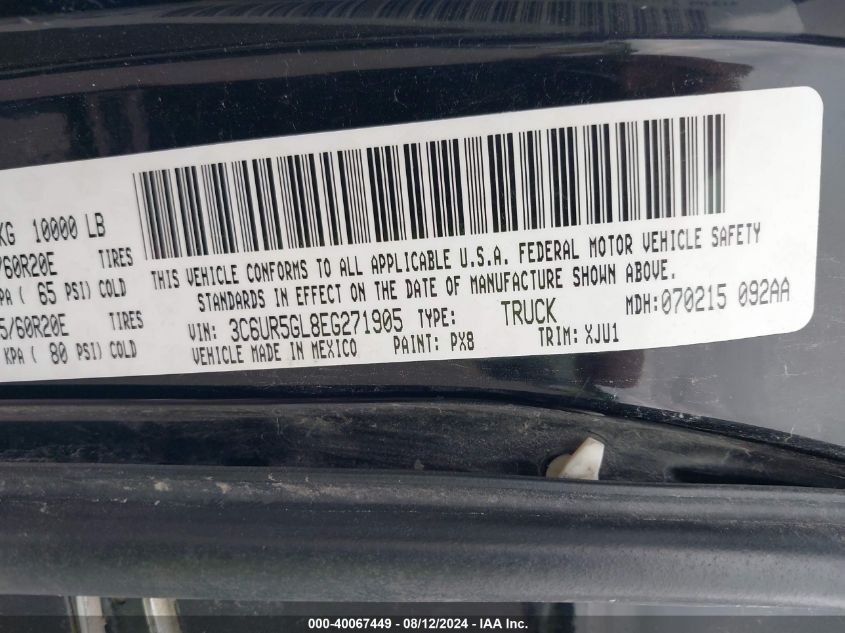 KG 10000 LB
/60R20E TIRES
KPA ( 65 PSI) COLD
5/60R20E TIRES
KPA ( 80 PSI) COLD
THIS VEHICLE CONFORMS TO ALL APPLICABLE U.S.A. FEDERAL MOTOR VEHICLE SAFETY
STANDARDS IN EFFECT ON THE DATE OF MANUFACTURE SHOWN ABOVE.
VIN: 3C6UR5GL8EG271905 TYPE: TRUCK MDH: 070215 092AA
VEHICLE MADE IN MEXICO PAINT: PX8 TRIM: XJU1
000-40067449 - 08/12/2024 - IAA Inc.